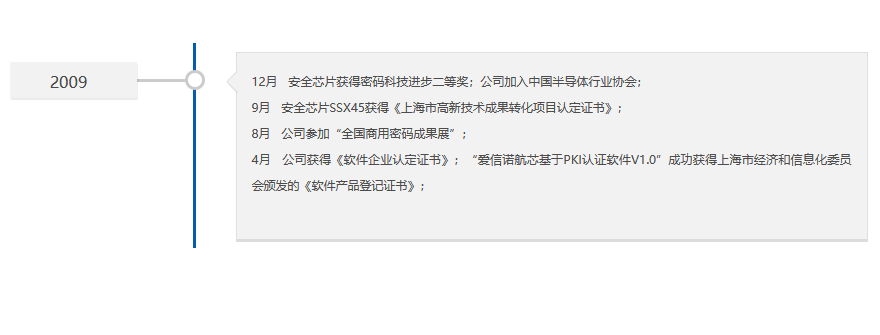 2009
12月 安全芯片获得密码科技进步二等奖；公司加入中国半导体行业协会；
9月 安全芯片SSX45获得《上海市高新技术成果转化项目认定证书》；
8月 公司参加“全国商用密码成果展”；
4月 公司获得《软件企业认定证书》；“爱信诺航芯基于PKI认证软件V1.0”成功获得上海市经济和信息化委员
会颁发的《软件产品登记证书》；